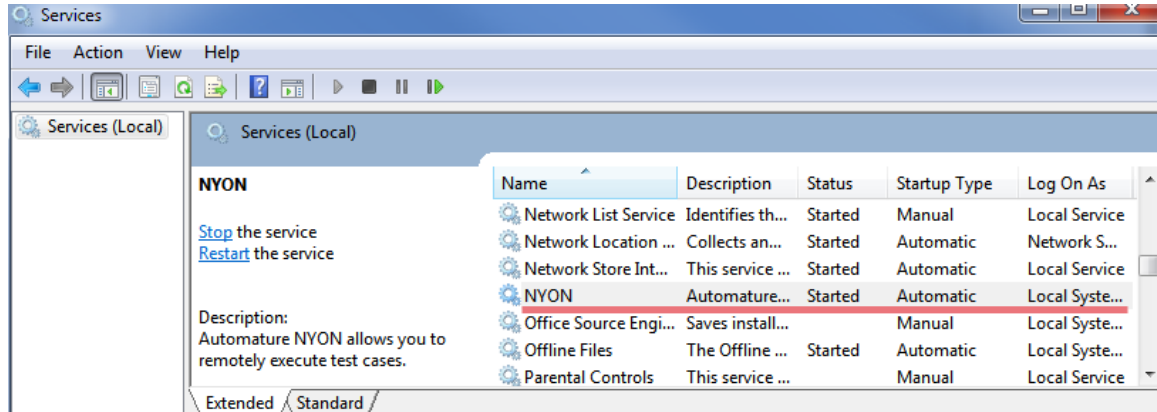 Services
File Action View Help
Services (Local)
Services (Local)
NYON
Stop the service
Restart the service
Description:
Automature NYON allows you to
remotely execute test cases.
Name Description Status Startup Type Log On As
Network List Service Identifies th... Started Manual Local Service
Network Location ... Collects an... Started Automatic Network S...
Network Store Int... This service ... Started Automatic Local Service
NYON Automature... Started Automatic Local Syste...
Office Source Engi... Saves install... Manual Local Syste...
Offline Files The Offline ... Started Automatic Local Syste...
Parental Controls This service ... Manual Local Service
Extended Standard